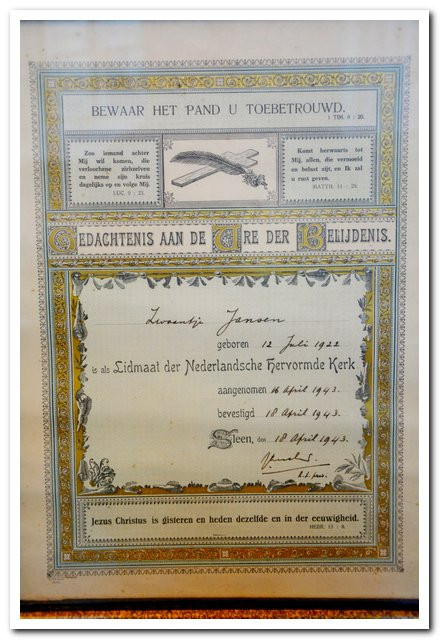 BEWAAR HET PAND U TOEBETROUWD.
1 TIM. 6 : 20.
Zoo iemand achter
Mij wil komen, die
verloochene zichzelven
en neme zijn kruis
dagelijks op en volge Mij.
LUC. 9 : 23.
Komt herwaarts tot
Mij, allen, die vermoeid
en belast zijt, en Ik zal
u rust geven.
MATTH. 11 : 28.
GEDACHTENIS AAN DE URE DER BELIJDENIS.
Zwaantje Jansen
geboren 12 Juli 1922
is als Lidmaat der Nederlandsche Hervormde Kerk
aangenomen 16 April 1943.
bevestigd 18 April 1943.
Sleen, den 18 April 1943.
Jezus Christus is gisteren en heden dezelfde en in der eeuwigheid.
HEBR. 13 : 8.